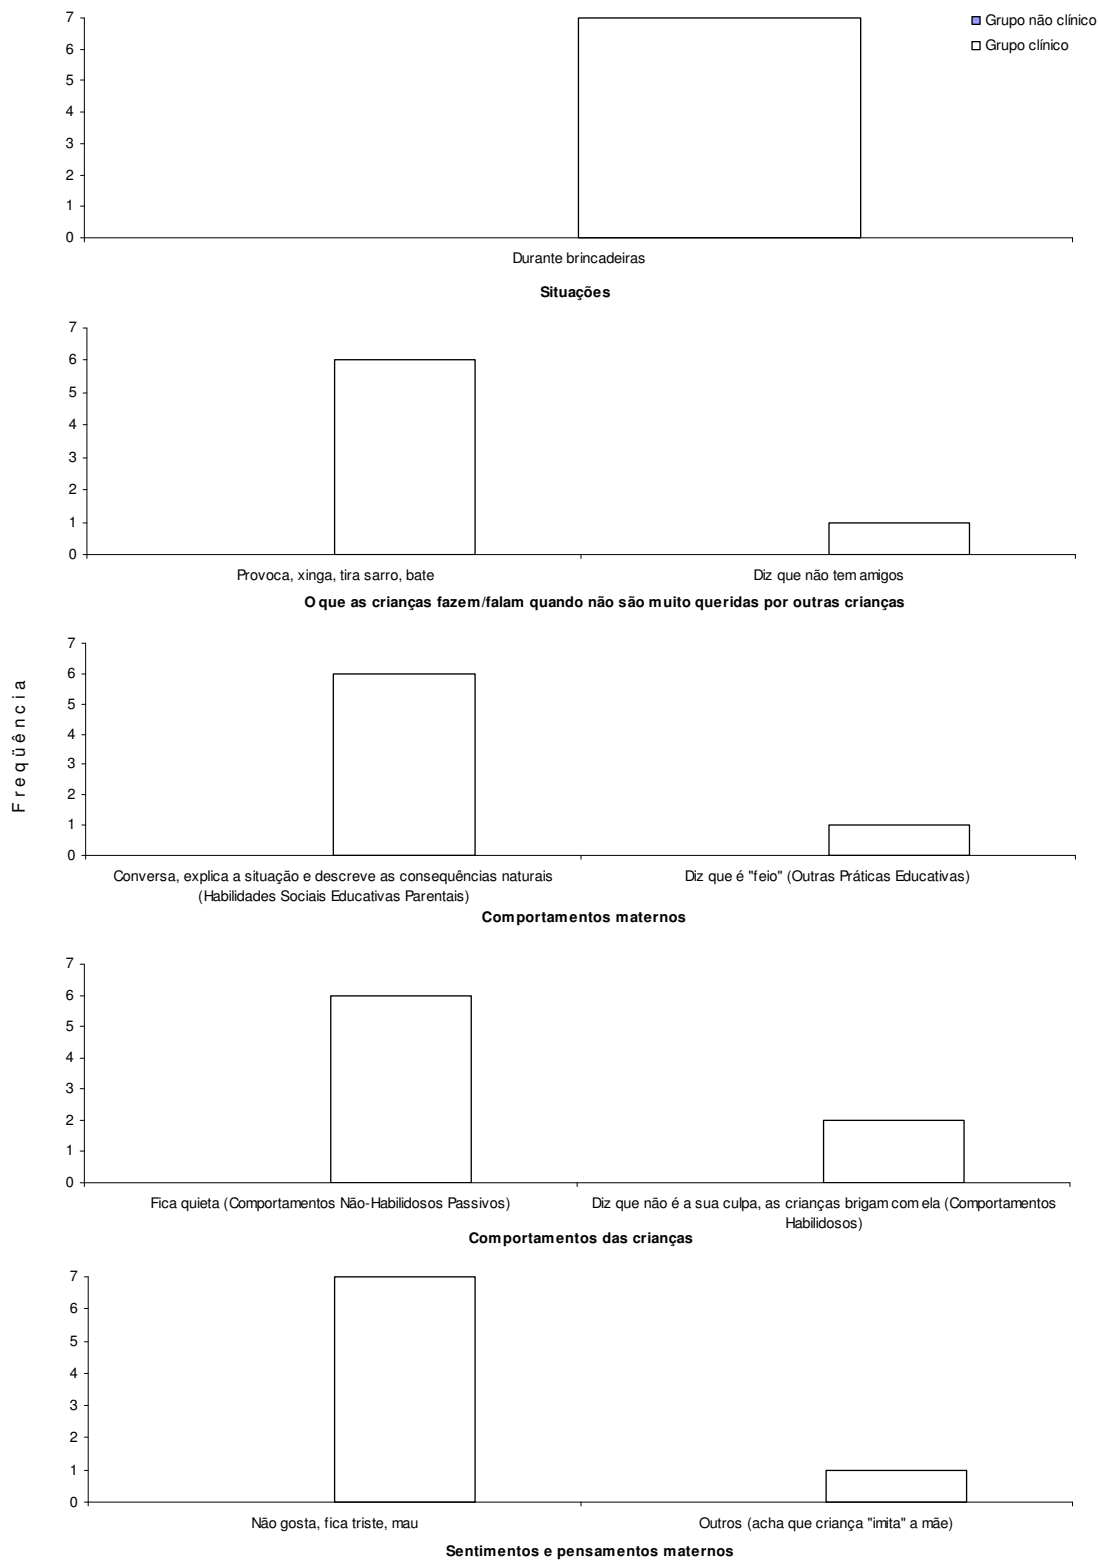 Grupo não clínico
Grupo clínico
7
6
5
4
3
2
1
0
Durante brincadeiras
Situações
7
6
5
4
3
2
1
0
Provoca, xinga, tira sarro, bate
Diz que não tem amigos
O que as crianças fazem/falam quando não são muito queridas por outras crianças
Freqüência
7
6
5
4
3
2
1
0
Conversa, explica a situação e descreve as consequências naturais
(Habilidades Sociais Educativas Parentais)
Diz que é "feio" (Outras Práticas Educativas)
Comportamentos maternos
7
6
5
4
3
2
1
0
Fica quieta (Comportamentos Não-Habilidosos Passivos)
Diz que não é a sua culpa, as crianças brigam com ela (Comportamentos
Habilidosos)
Comportamentos das crianças
7
6
5
4
3
2
1
0
Não gosta, fica triste, mau
Outros (acha que criança "imita" a mãe)
Sentimentos e pensamentos maternos